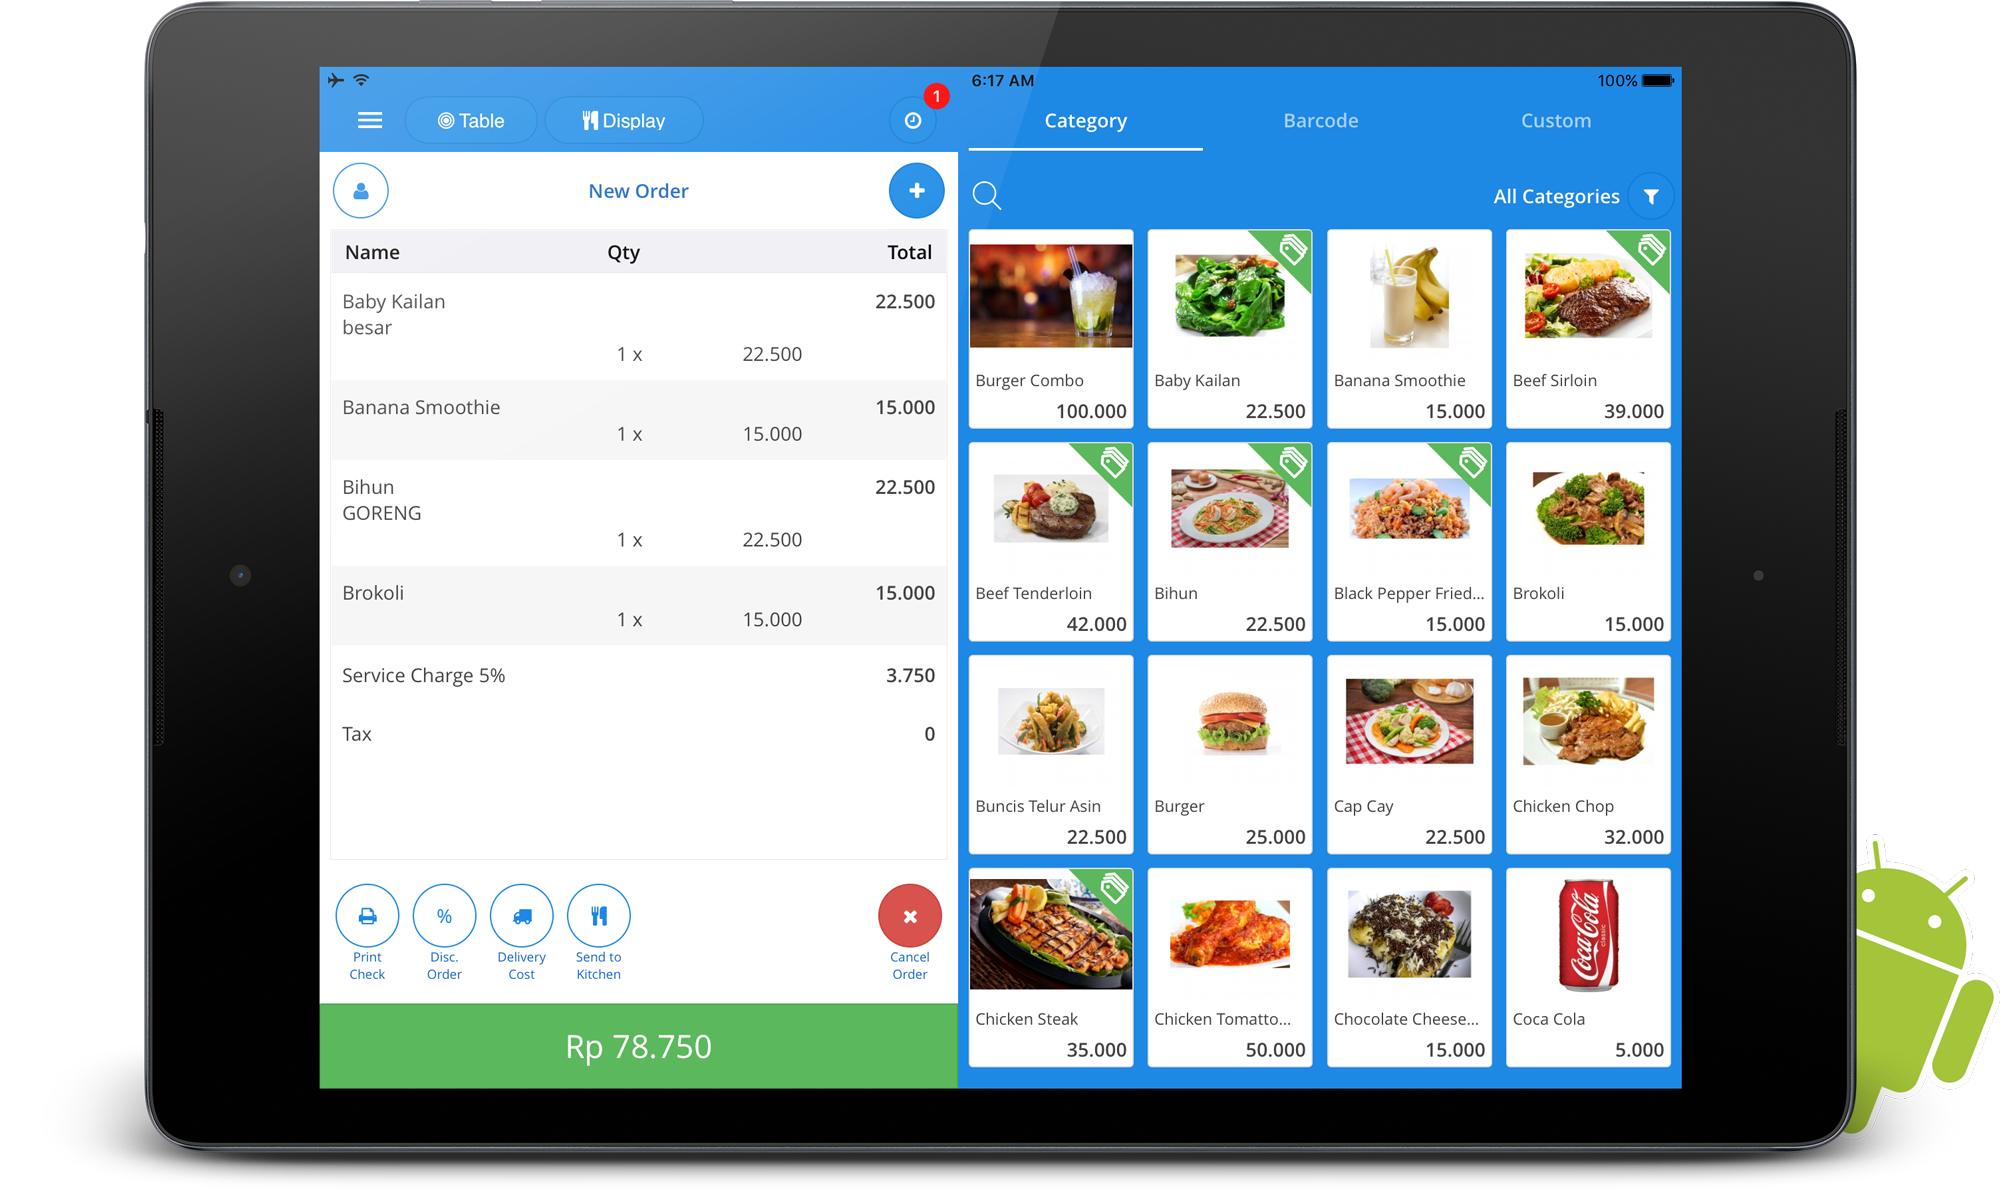 6:17 AM
100%
Table
Display
1
Category
Barcode
Custom
New Order
All Categories
Name Qty Total
Baby Kailan 22.500
besar
1 x 22.500
Banana Smoothie 15.000
1 x 15.000
Bihun 22.500
GORENG
1 x 22.500
Brokoli 15.000
1 x 15.000
Service Charge 5% 3.750
Tax 0
%
Print
Check
Disc.
Order
Delivery
Cost
Send to
Kitchen
Cancel
Order
Rp 78.750
Burger Combo
100.000
Baby Kailan
22.500
Banana Smoothie
15.000
Beef Sirloin
39.000
Beef Tenderloin
42.000
Bihun
22.500
Black Pepper Fried...
15.000
Brokoli
15.000
Buncis Telur Asin
22.500
Burger
25.000
Cap Cay
22.500
Chicken Chop
32.000
Chicken Steak
35.000
Chicken Tomatto...
50.000
Chocolate Cheese...
15.000
Coca-Cola
classic
Coca Cola
5.000